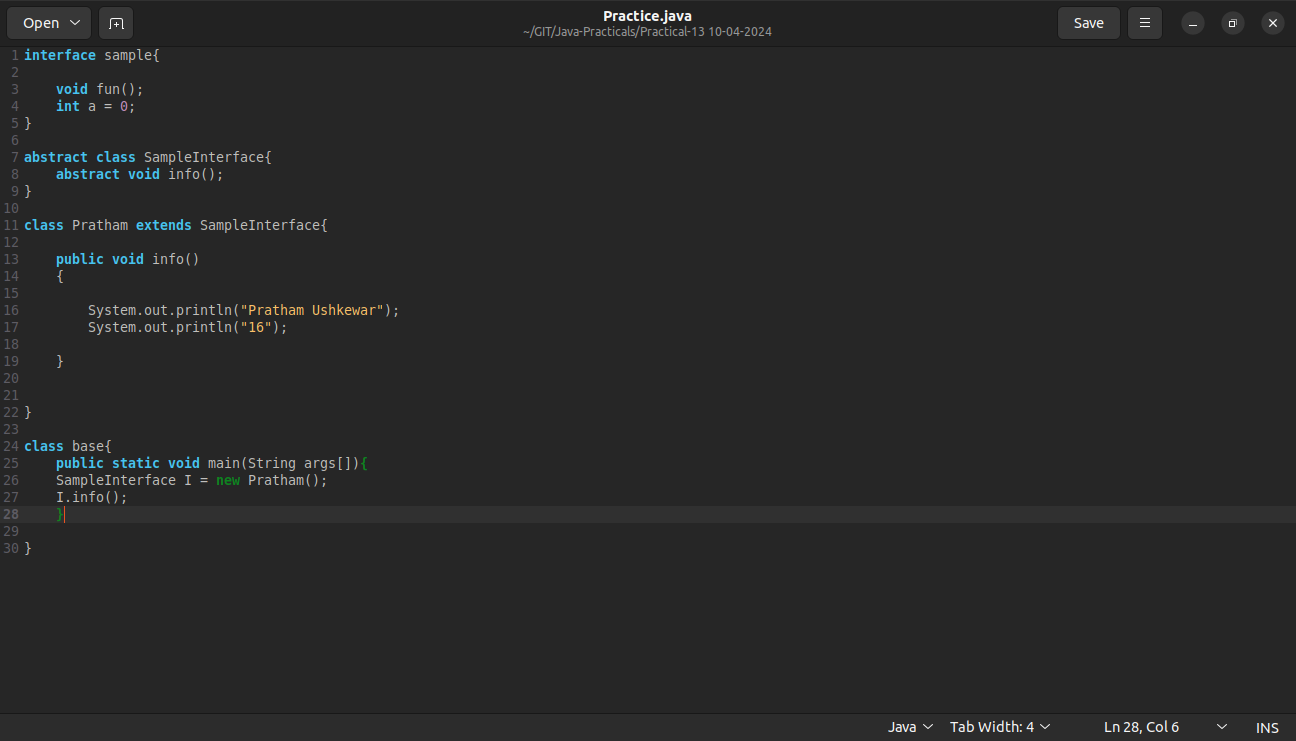 Open
Practice.java
~/GIT/Java-Practicals/Practical-13 10-04-2024
Save
1 interface sample{
2
3     void fun();
4     int a = 0;
5 }
6
7 abstract class SampleInterface{
8     abstract void info();
9 }
10
11 class Pratham extends SampleInterface{
12
13     public void info()
14     {
15
16         System.out.println("Pratham Ushkewar");
17         System.out.println("16");
18
19     }
20
21
22 }
23
24 class base{
25     public static void main(String args[]){
26     SampleInterface I = new Pratham();
27     I.info();
28     }
29
30 }
Java Tab Width: 4 Ln 28, Col 6 INS